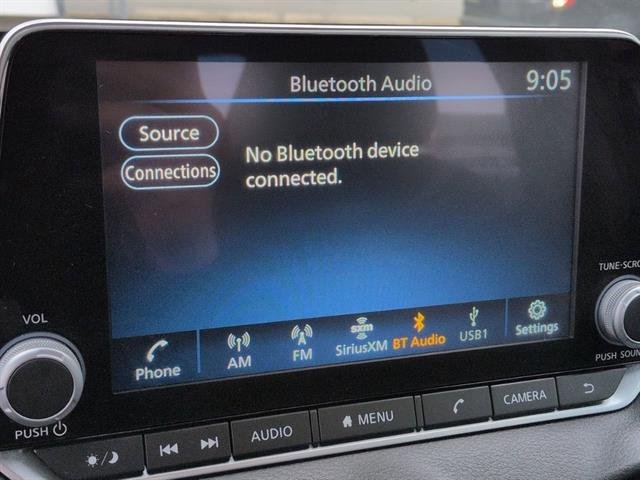 Bluetooth Audio 9:05
Source
Connections
No Bluetooth device
connected.
Phone AM FM SiriusXM BT Audio USB1 Settings
sxm
VOL
PUSH
TUNE-SCRO
PUSH SOUN
AUDIO MENU CAMERA